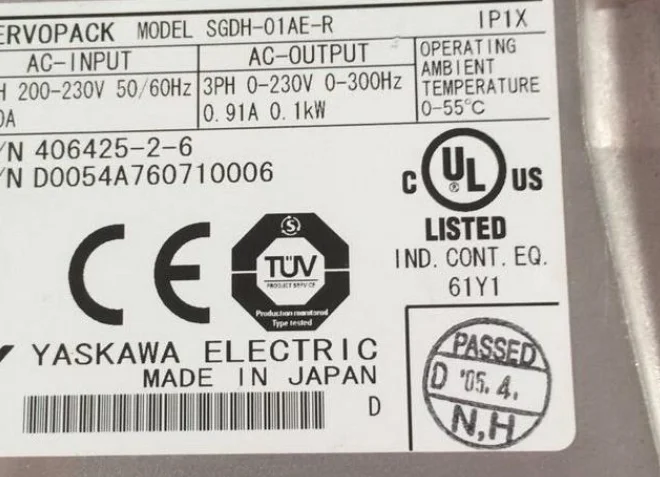 ERVOPACK MODEL SGDH-01AE-R IP1X
AC-INPUT AC-OUTPUT
OPERATING
AMBIENT
TEMPERATURE
0-55℃
H 200-230V 50/60Hz 3PH 0-230V 0-300Hz
0A 0.91A 0.1kW
/N 406425-2-6
/N D0054A760710006
C UL ® US
LISTED
IND. CONT. EQ.
61Y1
CE
S
TÜV
PRODUCT SERVICE
Production monitored
Type tested
YASKAWA ELECTRIC
MADE IN JAPAN
D
PASSED
D '05.4.
N,H